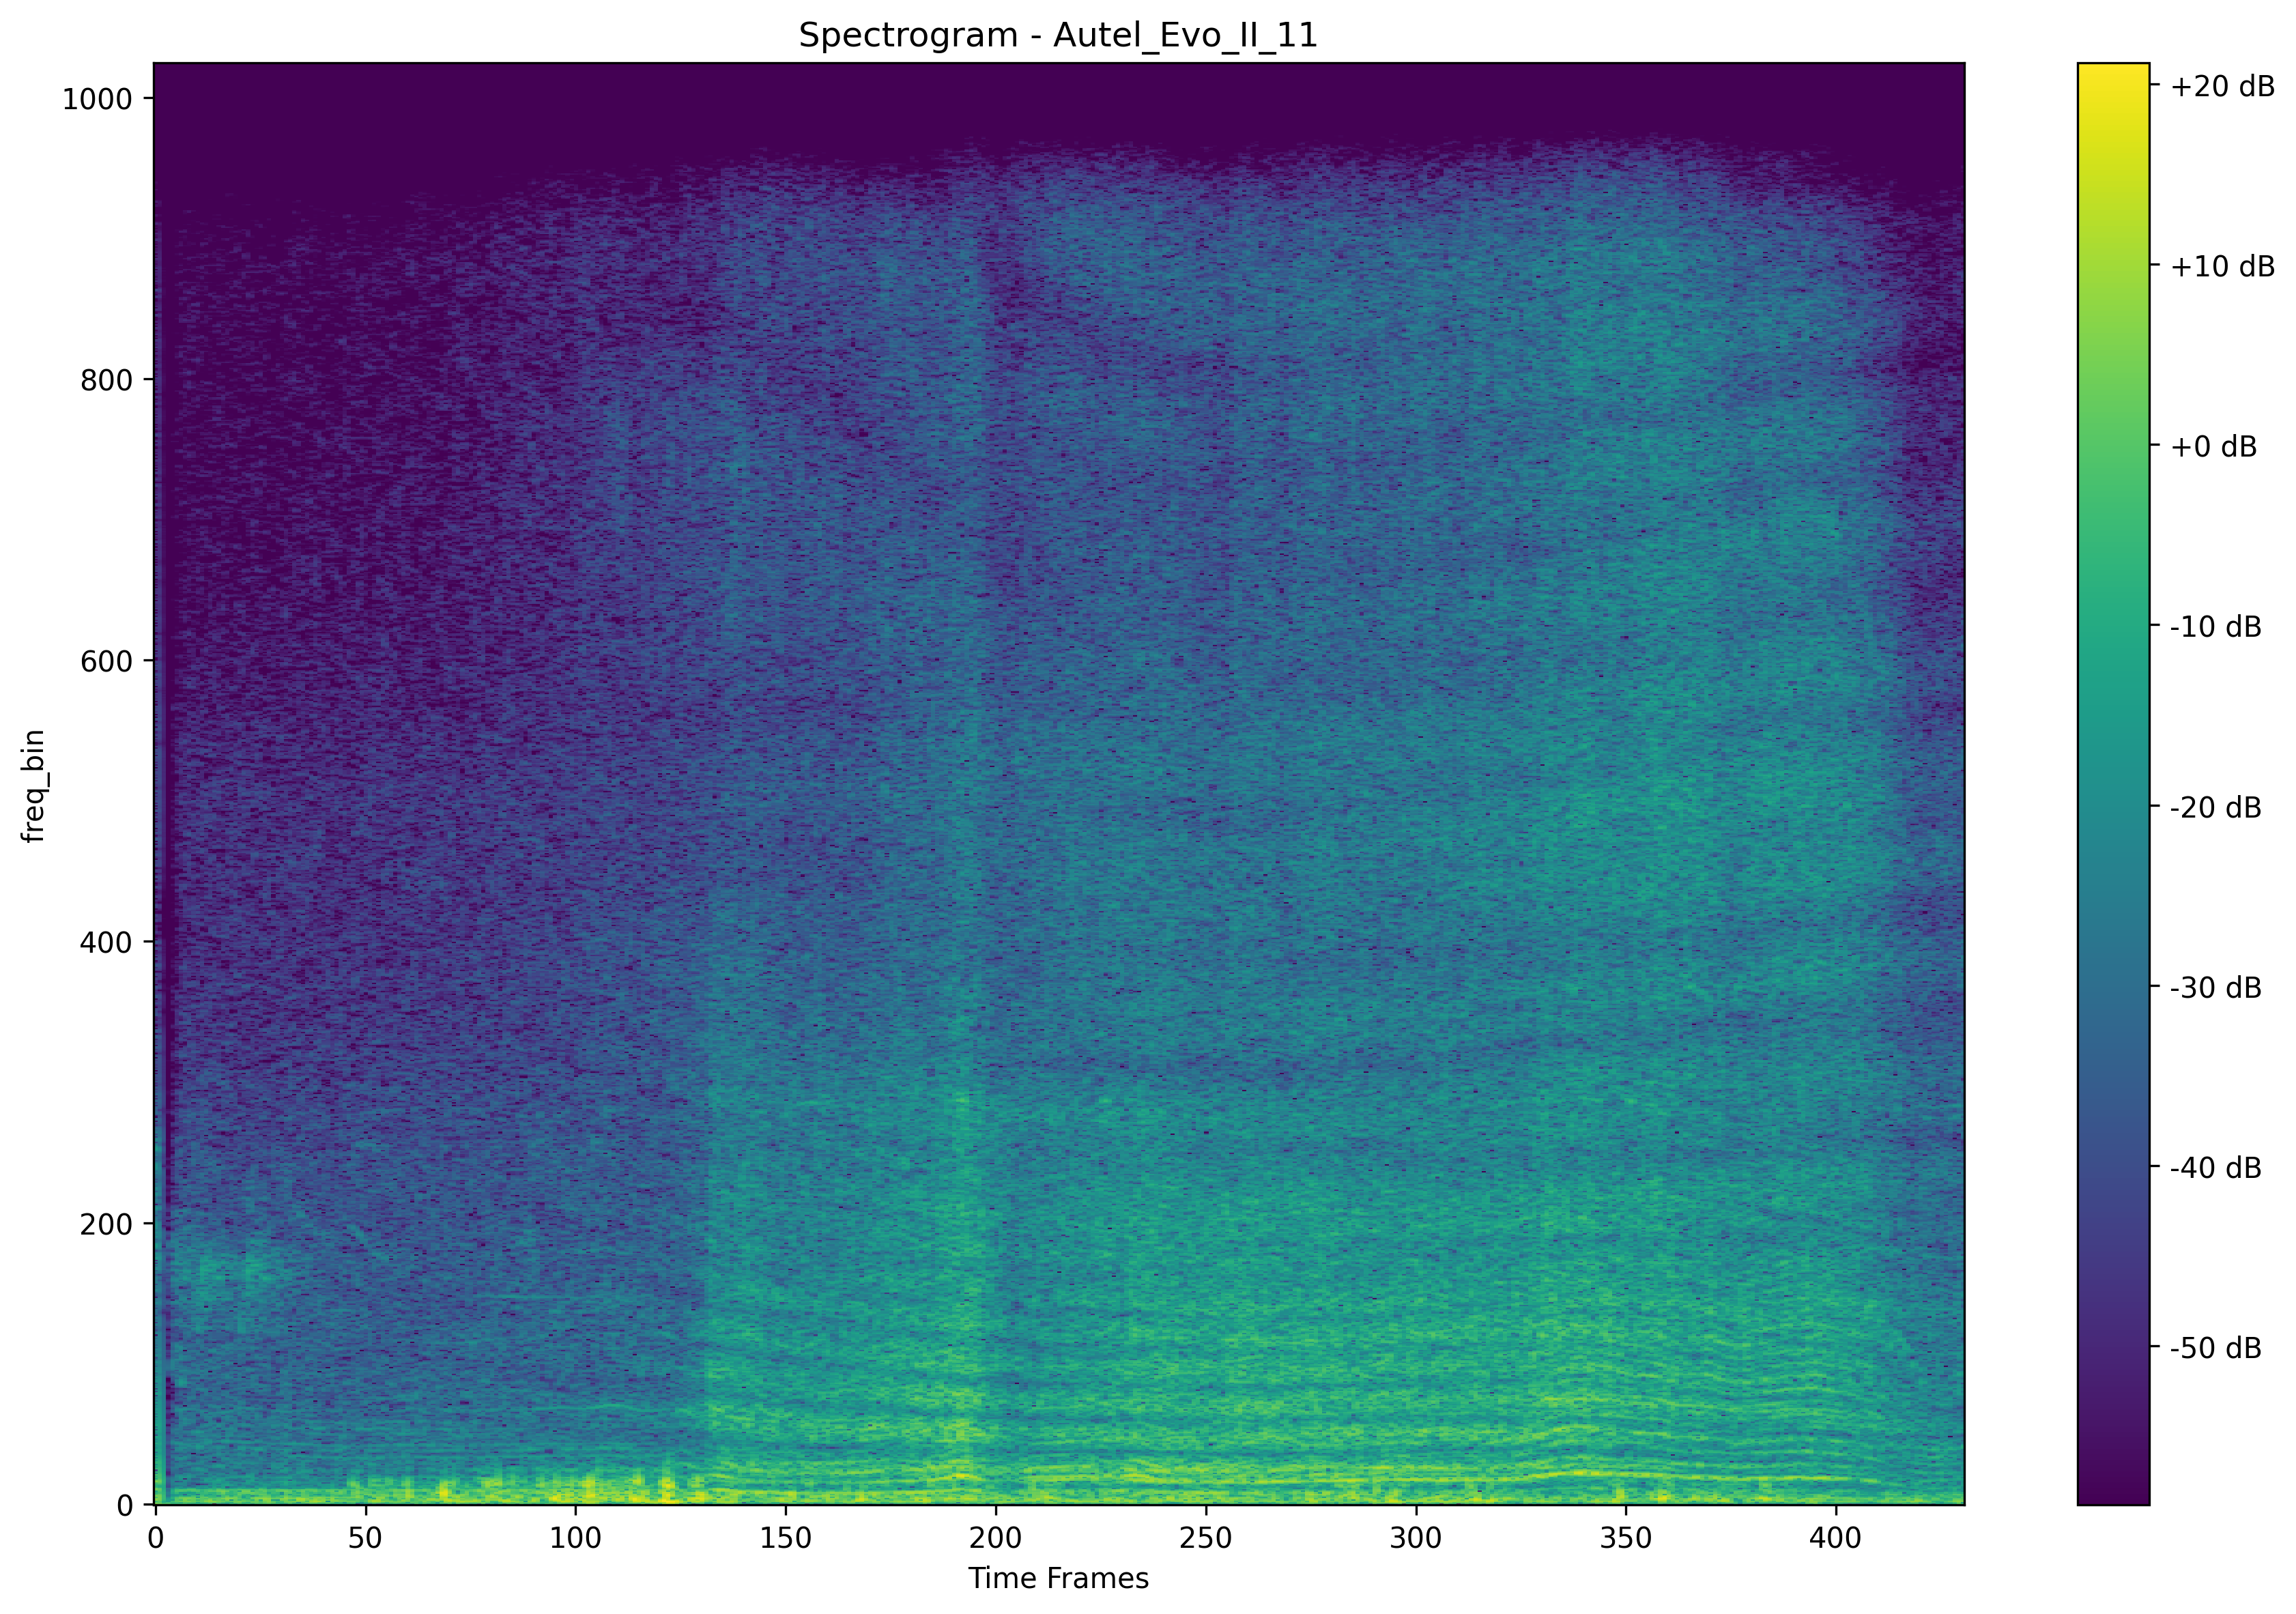 Spectrogram - Autel_Evo_II_11
1000
800
600
400
200
0
freq_bin
0 50 100 150 200 250 300 350 400
Time Frames
+20 dB
+10 dB
+0 dB
-10 dB
-20 dB
-30 dB
-40 dB
-50 dB